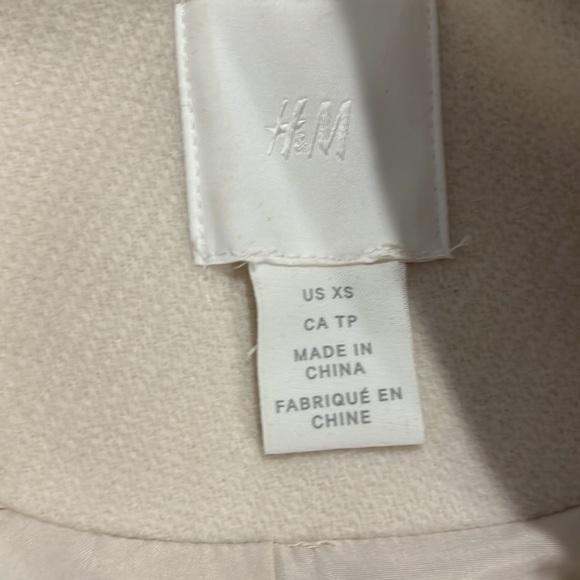 H&M
US XS
CA TP
MADE IN
CHINA
FABRIQUÉ EN
CHINE